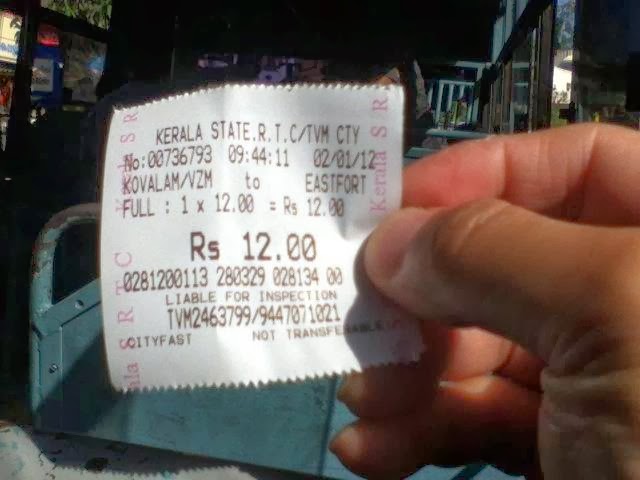 KERALA STATE.R.T.C/TVM CTY
No:00736793 09:44:11 02/01/12
KOVALAM/VZM to EASTFORT
FULL : 1 x 12.00 = Rs 12.00
Rs 12.00
0281200113 280329 028134 00
LIABLE FOR INSPECTION
TVM2463799/9447071021
CITYFAST NOT TRANSFERABLE
Kerala S R
S R T C
ala S R T C